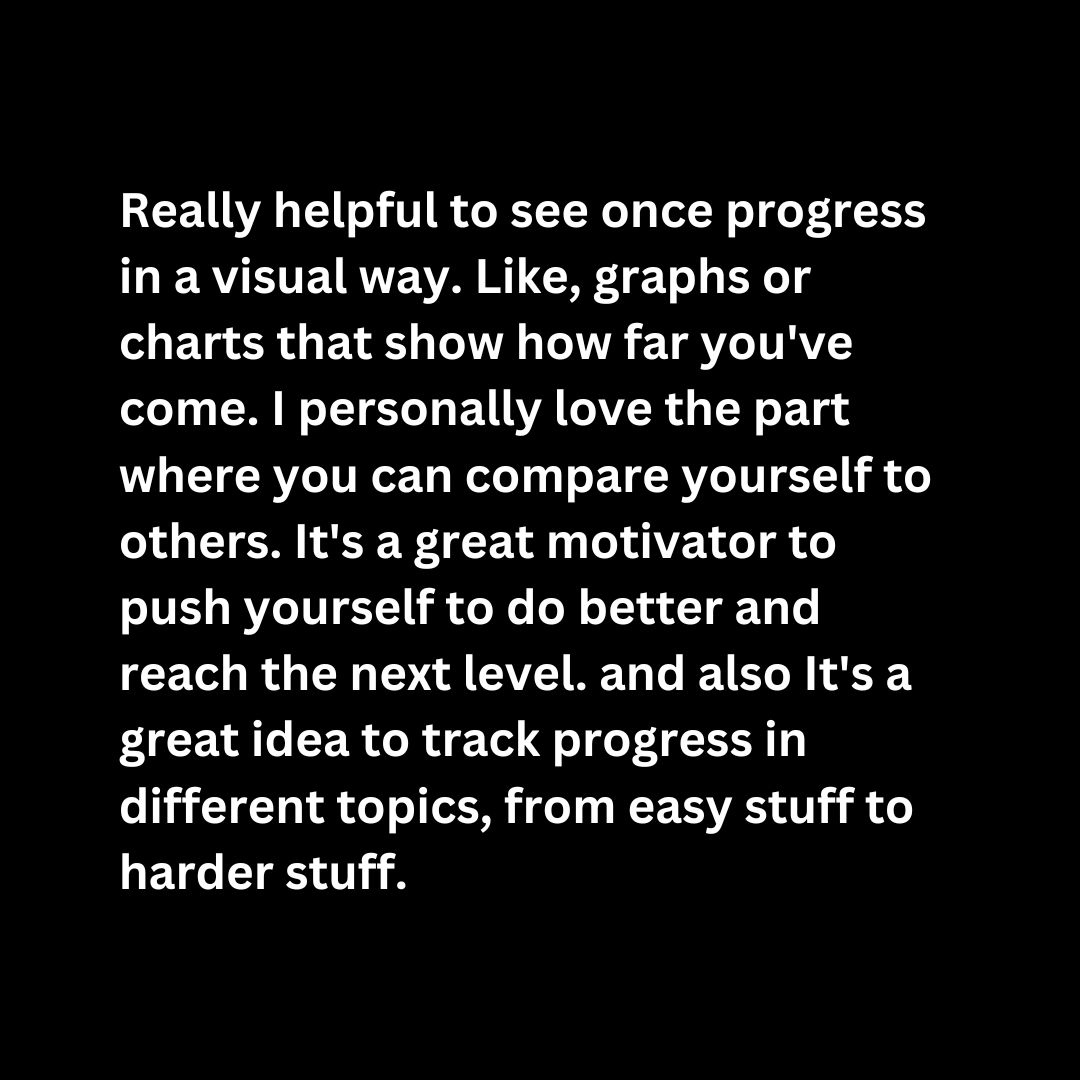 Really helpful to see once progress
in a visual way. Like, graphs or
charts that show how far you've
come. I personally love the part
where you can compare yourself to
others. It's a great motivator to
push yourself to do better and
reach the next level. and also It's a
great idea to track progress in
different topics, from easy stuff to
harder stuff.